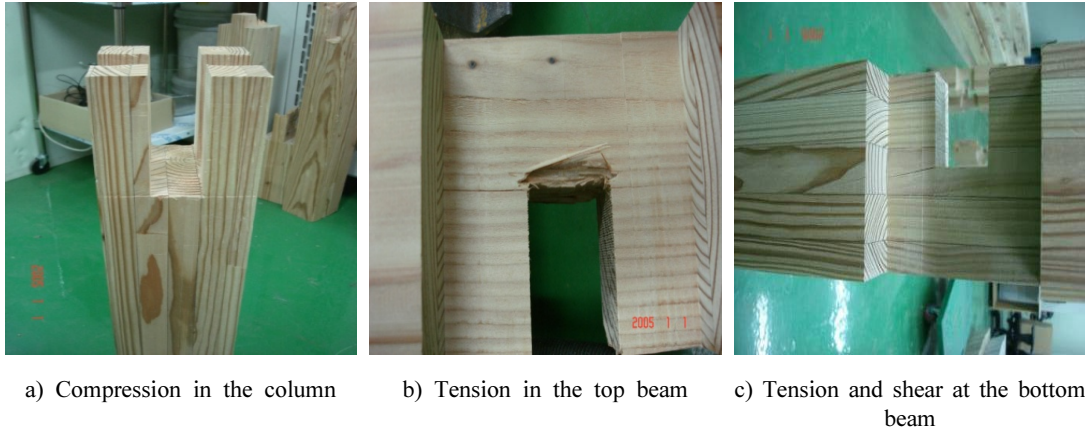 2005 1 1
a) Compression in the column
b) Tension in the top beam
c) Tension and shear at the bottom
beam